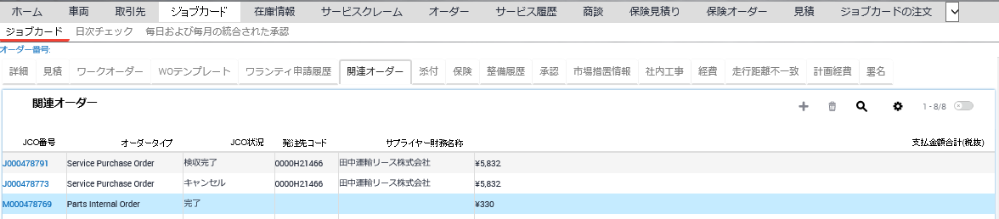 ホーム 車両 取引先 ジョブカード 在庫情報 サービスクレーム オーダー サービス履歴 商談 保険見積り 保険オーダー 見積 ジョブカードの注文
ジョブカード 日次チェック 毎日および毎月の統合された承認
オーダー番号:
詳細 見積 ワークオーダー WOテンプレート ワランティ申請履歴 関連オーダー 添付 保険 整備履歴 承認 市場措置情報 社内工事 経費 走行距離不一致 計画経費 署名
関連オーダー 1 - 8/8
JCO番号 オーダータイプ JCO状況 発注先コード サプライヤー財務名称 支払金額合計(税抜)
J000478791 Service Purchase Order 検収完了 0000H21466 田中運輸リース株式会社 ¥5,832
J000478773 Service Purchase Order キャンセル 0000H21466 田中運輸リース株式会社 ¥5,832
M000478769 Parts Internal Order 完了 ¥330